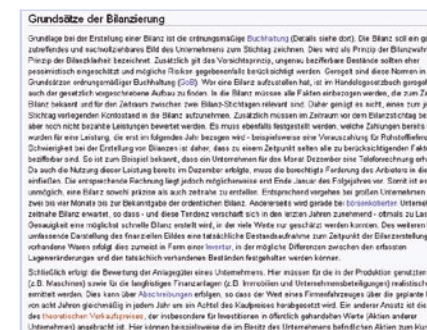 Grundsätze der Bilanzierung
Grundlage bei der Erstellung einer Bilanz ist die ordnungsmäßige Buchhaltung (Details siehe dort). Die Bilanz soll ein
zutreffendes und nachvollziehbares Bild des Unternehmens zum Stichtag zeichnen. Dies wird als Prinzip der
Prinzip der Bilanzklarheit bezeichnet. Zusätzlich gilt das Vorsichtsprinzip, ungenau bezifferbare Bestände sollten eher
pessimistisch eingeschätzt und mögliche Risiken gegebenenfalls berücksichtigt werden. Geregelt sind diese Normen in
Grundsätzen ordnungsmäßiger Buchhaltung (GoB). Wer eine Bilanz aufzustellen hat, ist im Handelsgesetzbuch
auch der gesetzlich vorgeschriebene Aufbau zu finden. In die Bilanz müssen alle Fakten einbezogen werden, die zum
Bilanz bekannt und für den Zeitraum zwischen zwei Bilanz-Stichtagen relevant sind. Daher genügt es nicht, einen zum
Stichtag vorliegenden Kontostand in die Bilanz aufzunehmen. Zusätzlich müssen im Zeitraum vor dem Bilanzstichtag
aber noch nicht bezahlte Leistungen bewertet werden. Es muss ebenfalls festgestellt werden, welche Zahlungen bereits
wurden für eine Leistung, die erst im folgenden Jahr bezogen wird - beispielsweise eine Vorauszahlung für
Schwierigkeit bei der Erstellung von Bilanzen ist daher, dass zu einem Zeitpunkt selten alle zu berücksichtigenden
bezifferbar sind. So ist zum Beispiel bekannt, dass ein Unternehmen für den Monat Dezember eine Telefonrechnung
Da auch die Nutzung dieser Leistung bereits im Dezember erfolgte, muss die berechtigte Forderung des Anbieters in die
einfließen. Die entsprechende Rechnung liegt jedoch möglicherweise erst Ende Januar des Folgejahres vor. Somit ist es
unmöglich, eine Bilanz sowohl präzise als auch zeitnahe zu erstellen. Entsprechend vergehen bei großen Unternehmen
zwei bis vier Monate bis zur Bekanntgabe der ordentlichen Bilanz. Andererseits wird gerade bei börsennotierten
zeitnahe Bilanz erwartet, so dass - und diese Tendenz verschärft sich in den letzten Jahren zunehmend - oftmals zu
Genauigkeit eine möglichst schnelle Bilanz erstellt wird, in der viele Werte nur geschätzt werden konnten. Des weiteren
umfassende Darstellung des finanziellen Bildes eine tatsächliche Bestandsaufnahme zum Zeitpunkt der Bilanzerstellung
vorhandene Waren erfolgt dies zumeist in Form einer Inventur, in der mögliche Differenzen zwischen den erfassten
Lagerveränderungen und den tatsächlich vorhandenen Beständen festgehalten werden können.
Schließlich erfolgt die Bewertung der Anlagegüter eines Unternehmens. Hier müssen für die in der Produktion genutzten
(z.B. Maschinen) sowie für die langfristigen Finanzanlagen (z.B. Immobilien und Unternehmensbeteiligungen)
ermittelt werden. Dies kann über Abschreibungen erfolgen, so dass der Wert eines Firmenfahrzeuges über die geplante
von acht Jahren gleichmäßig in jedem Jahr um ein Achtel des Kaufpreises herabgesetzt wird. Ein anderer Ansatz ist die
des theoretischen Verkaufspreises, der insbesondere für Investitionen in öffentlich gehandelten Werte (Aktien anderer
Unternehmen) angebracht ist. Hier können beispielsweise die im Besitz des Unternehmens befindlichen Aktien zum